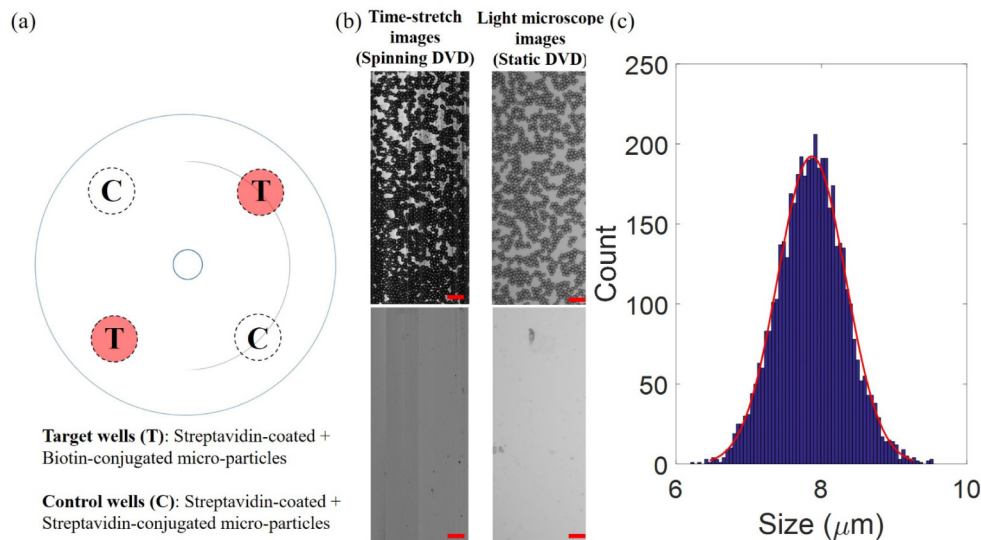 (a)
C
T
T
C
Target wells (T): Streptavidin-coated +
Biotin-conjugated micro-particles
Control wells (C): Streptavidin-coated +
Streptavidin-conjugated micro-particles
(b)
Time-stretch
images
(Spinning DVD)
Light microscope
images
(Static DVD)
(c)
250
200
150
100
50
0
Count
6
8
10
Size (μm)